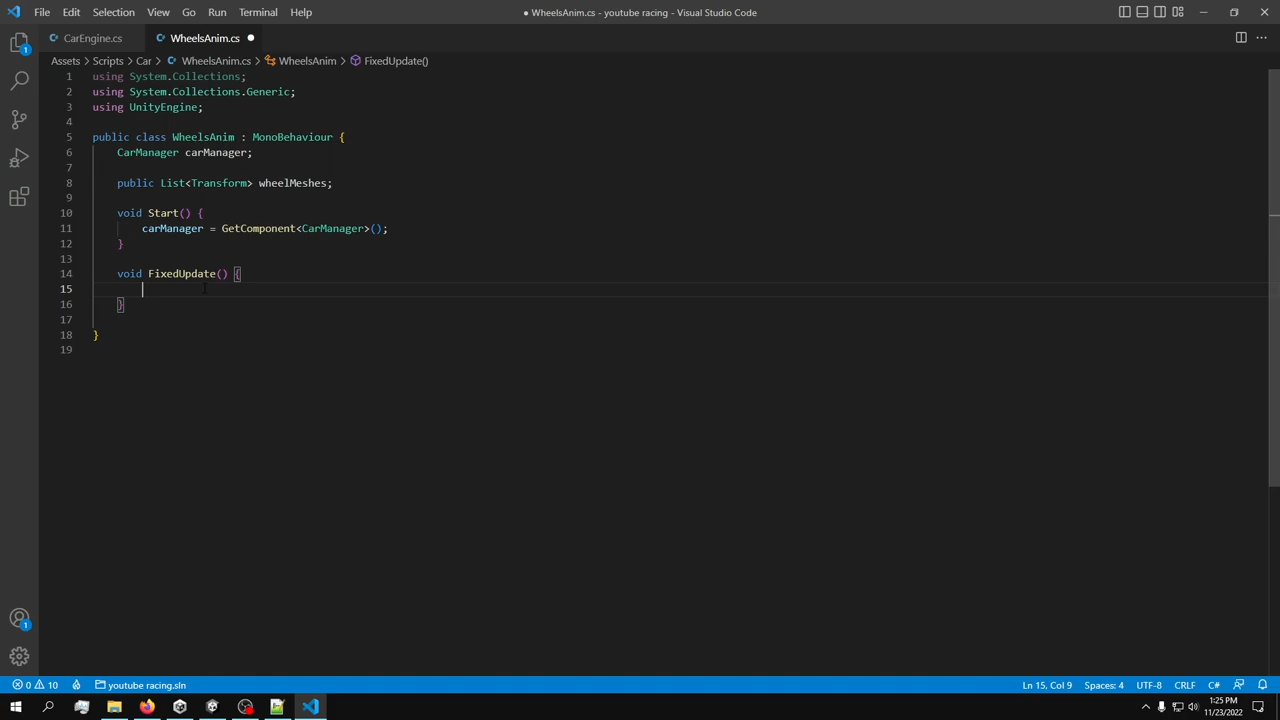 File Edit Selection View Go Run Terminal Help
● WheelsAnim.cs - youtube racing - Visual Studio Code
CarEngine.cs
WheelsAnim.cs ●
Assets > Scripts > Car > WheelsAnim.cs > WheelsAnim > FixedUpdate()
1 using System.Collections;
2 using System.Collections.Generic;
3 using UnityEngine;
4
5 public class WheelsAnim : MonoBehaviour {
6 CarManager carManager;
7
8 public List<Transform> wheelMeshes;
9
10 void Start() {
11 carManager = GetComponent<CarManager>();
12 }
13
14 void FixedUpdate() {
15
16 }
17
18 }
19
1
1
0 10 youtube racing.sln
Ln 15, Col 9 Spaces: 4 UTF-8 CRLF C#
1:25 PM
11/23/2022